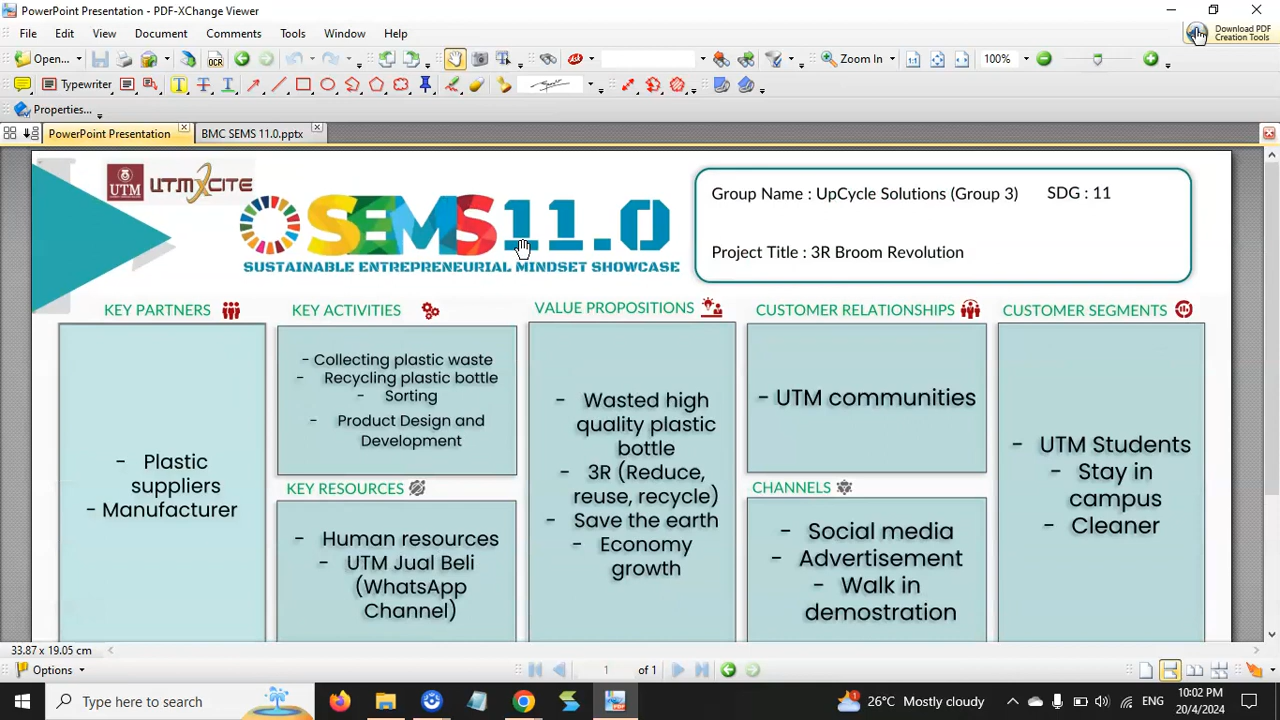 PowerPoint Presentation - PDF-XChange Viewer
File Edit View Document Comments Tools Window Help
Download PDF
Creation Tools
Open... OCR 100% Zoom In
Typewriter
Properties...
PowerPoint Presentation BMC SEMS 11.0.pptx
UTM UTMXCITE
SEMS 11.0
SUSTAINABLE ENTREPRENEURIAL MINDSET SHOWCASE
Group Name : UpCycle Solutions (Group 3) SDG : 11
Project Title : 3R Broom Revolution
KEY PARTNERS
- Plastic
suppliers
- Manufacturer
KEY ACTIVITIES
- Collecting plastic waste
- Recycling plastic bottle
- Sorting
- Product Design and
Development
KEY RESOURCES
- Human resources
- UTM Jual Beli
(WhatsApp
Channel)
VALUE PROPOSITIONS
- Wasted high
quality plastic
bottle
- 3R (Reduce,
reuse, recycle)
- Save the earth
- Economy
growth
CUSTOMER RELATIONSHIPS
- UTM communities
CHANNELS
- Social media
- Advertisement
- Walk in
demostration
CUSTOMER SEGMENTS
- UTM Students
- Stay in
campus
- Cleaner
33.87 x 19.05 cm
Options 1 of 1
Type here to search
26°C Mostly cloudy
ENG
10:02 PM
20/4/2024